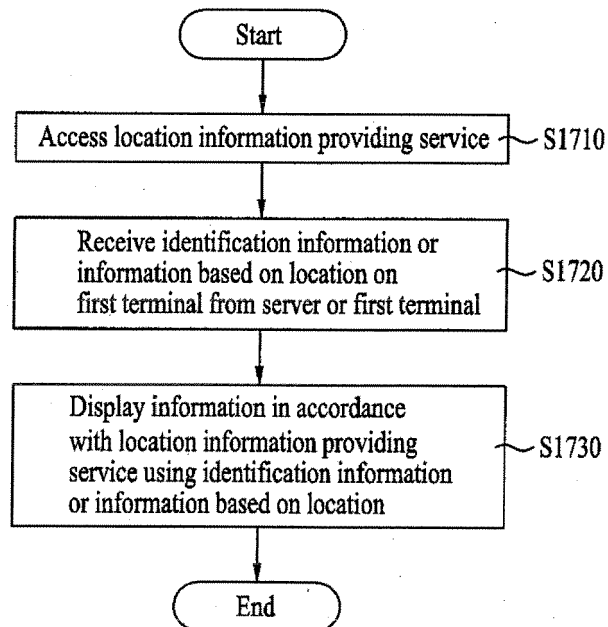 Start
Access location information providing service
S1710
Receive identification information or
information based on location on
first terminal from server or first terminal
S1720
Display information in accordance
with location information providing
service using identification information
or information based on location
S1730
End